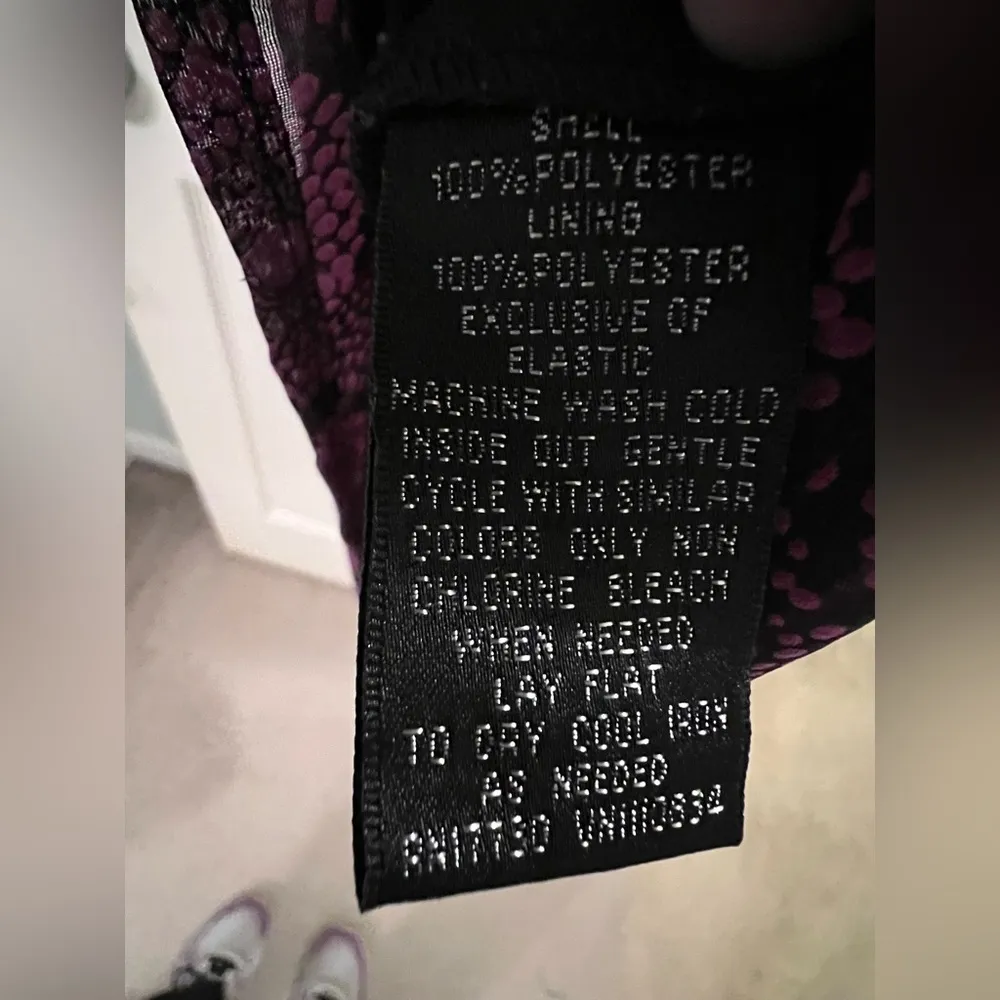 SHELL
100%POLYESTER
LINING
100%POLYESTER
EXCLUSIVE OF
ELASTIC
MACHINE WASH COLD
INSIDE OUT GENTLE
CYCLE WITH SIMILAR
COLORS ONLY NON
CHLORINE BLEACH
WHEN NEEDED
LAY FLAT
TO DRY COOL IRON
AS NEEDED